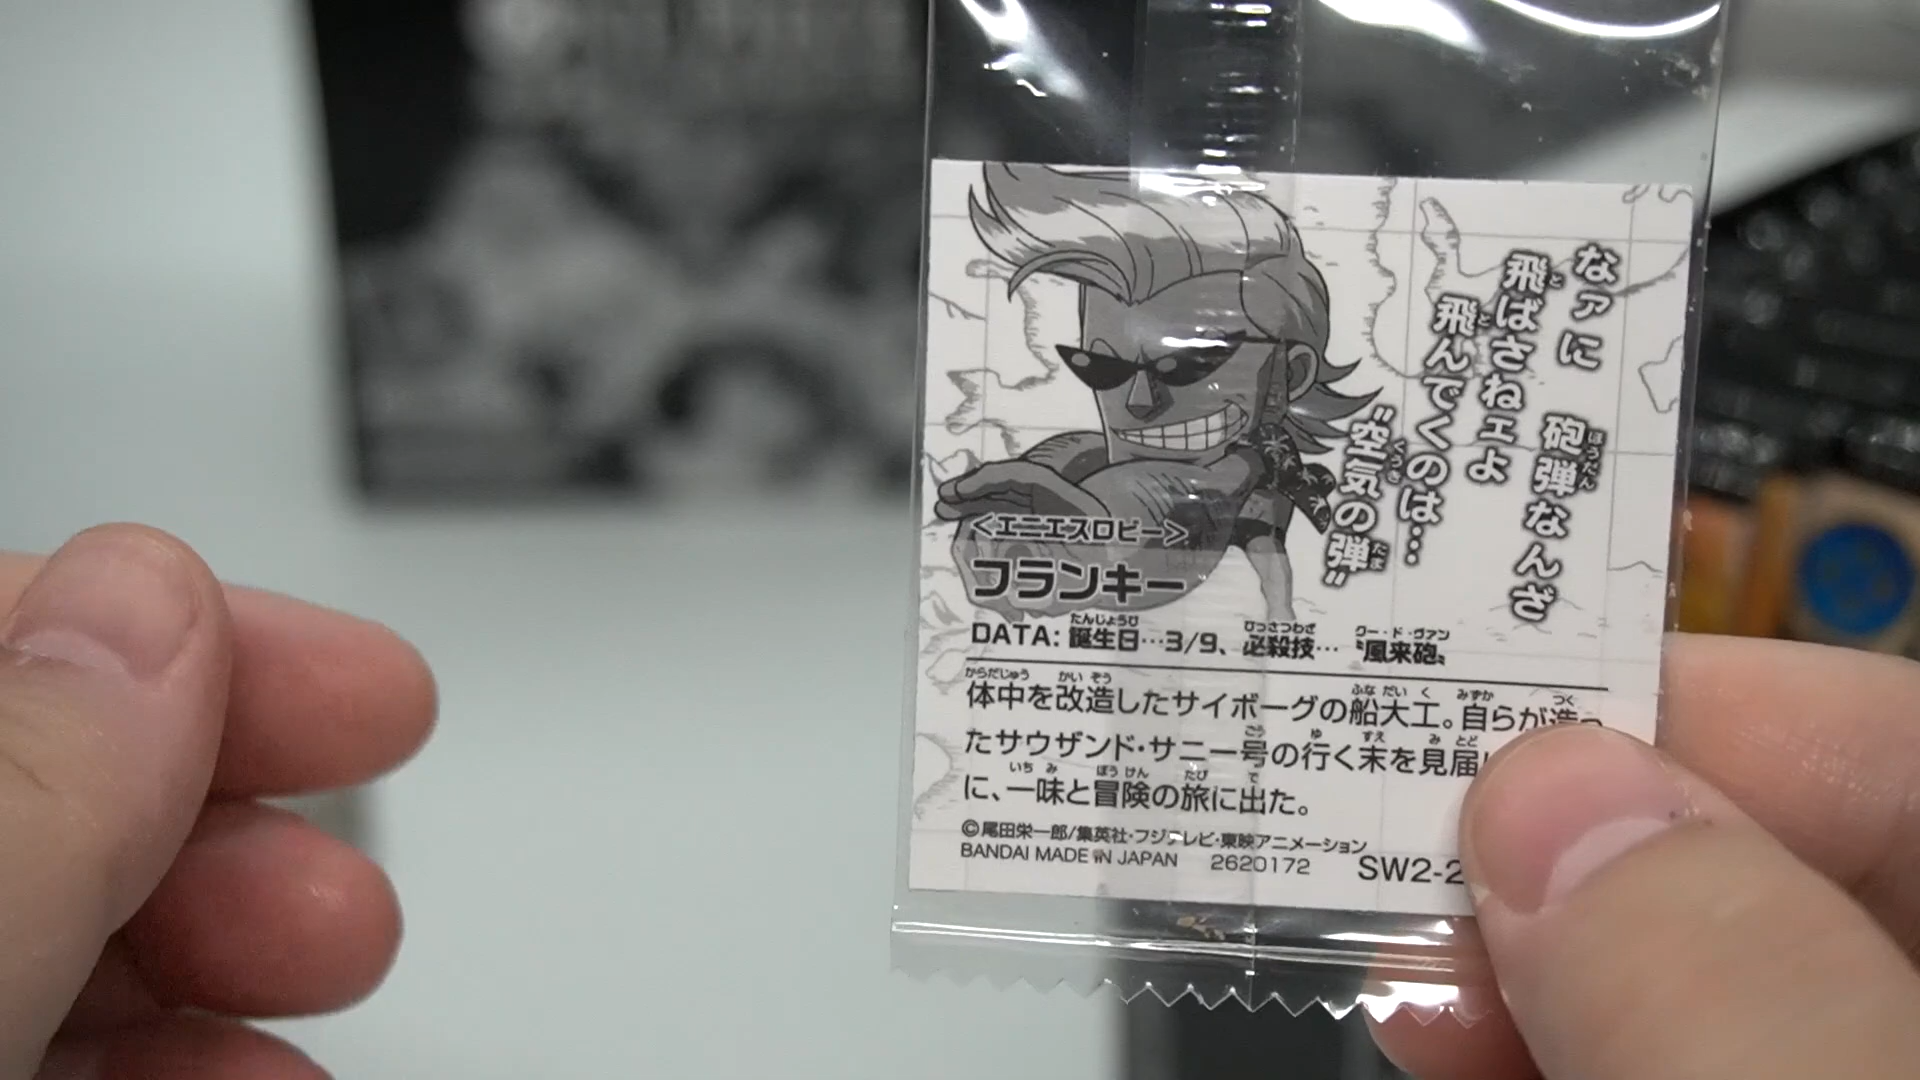 なァに 砲弾なんざ
飛ばさねェよ
飛んでくのは…
"空気の弾"
<エニエスロビー>
フランキー
DATA: 誕生日…3/9、必殺技… "風来砲"
体中を改造したサイボーグの船大工。自らが造っ
たサウザンド・サニー号の行く末を見届
に、一味と冒険の旅に出た。
©尾田栄一郎/集英社・フジテレビ・東映アニメーション
BANDAI MADE IN JAPAN 2620172 SW2-2